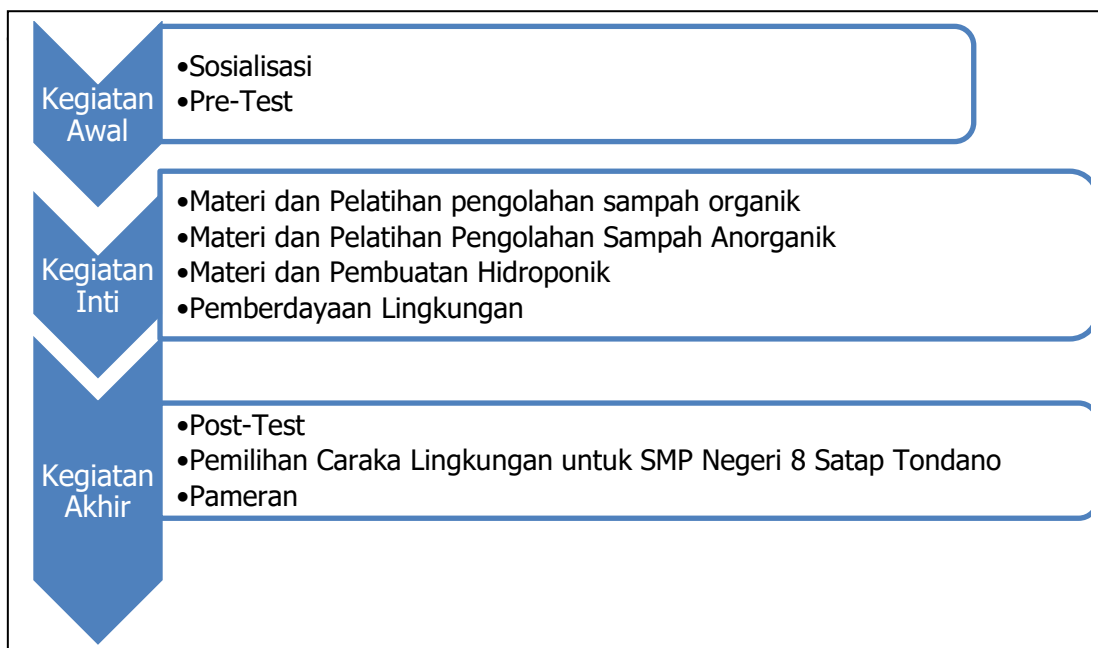 Kegiatan
Awal
•Sosialisasi
•Pre-Test
Kegiatan
Inti
•Materi dan Pelatihan pengolahan sampah organik
•Materi dan Pelatihan Pengolahan Sampah Anorganik
•Materi dan Pembuatan Hidroponik
•Pemberdayaan Lingkungan
Kegiatan
Akhir
•Post-Test
•Pemilihan Caraka Lingkungan untuk SMP Negeri 8 Satap Tondano
•Pameran